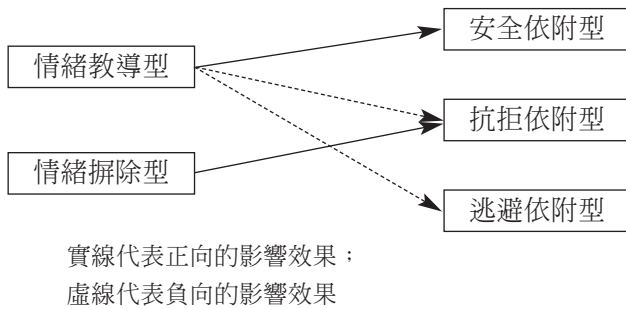 安全依附型
情緒教導型
抗拒依附型
情緒摒除型
逃避依附型
實線代表正向的影響效果；
虛線代表負向的影響效果